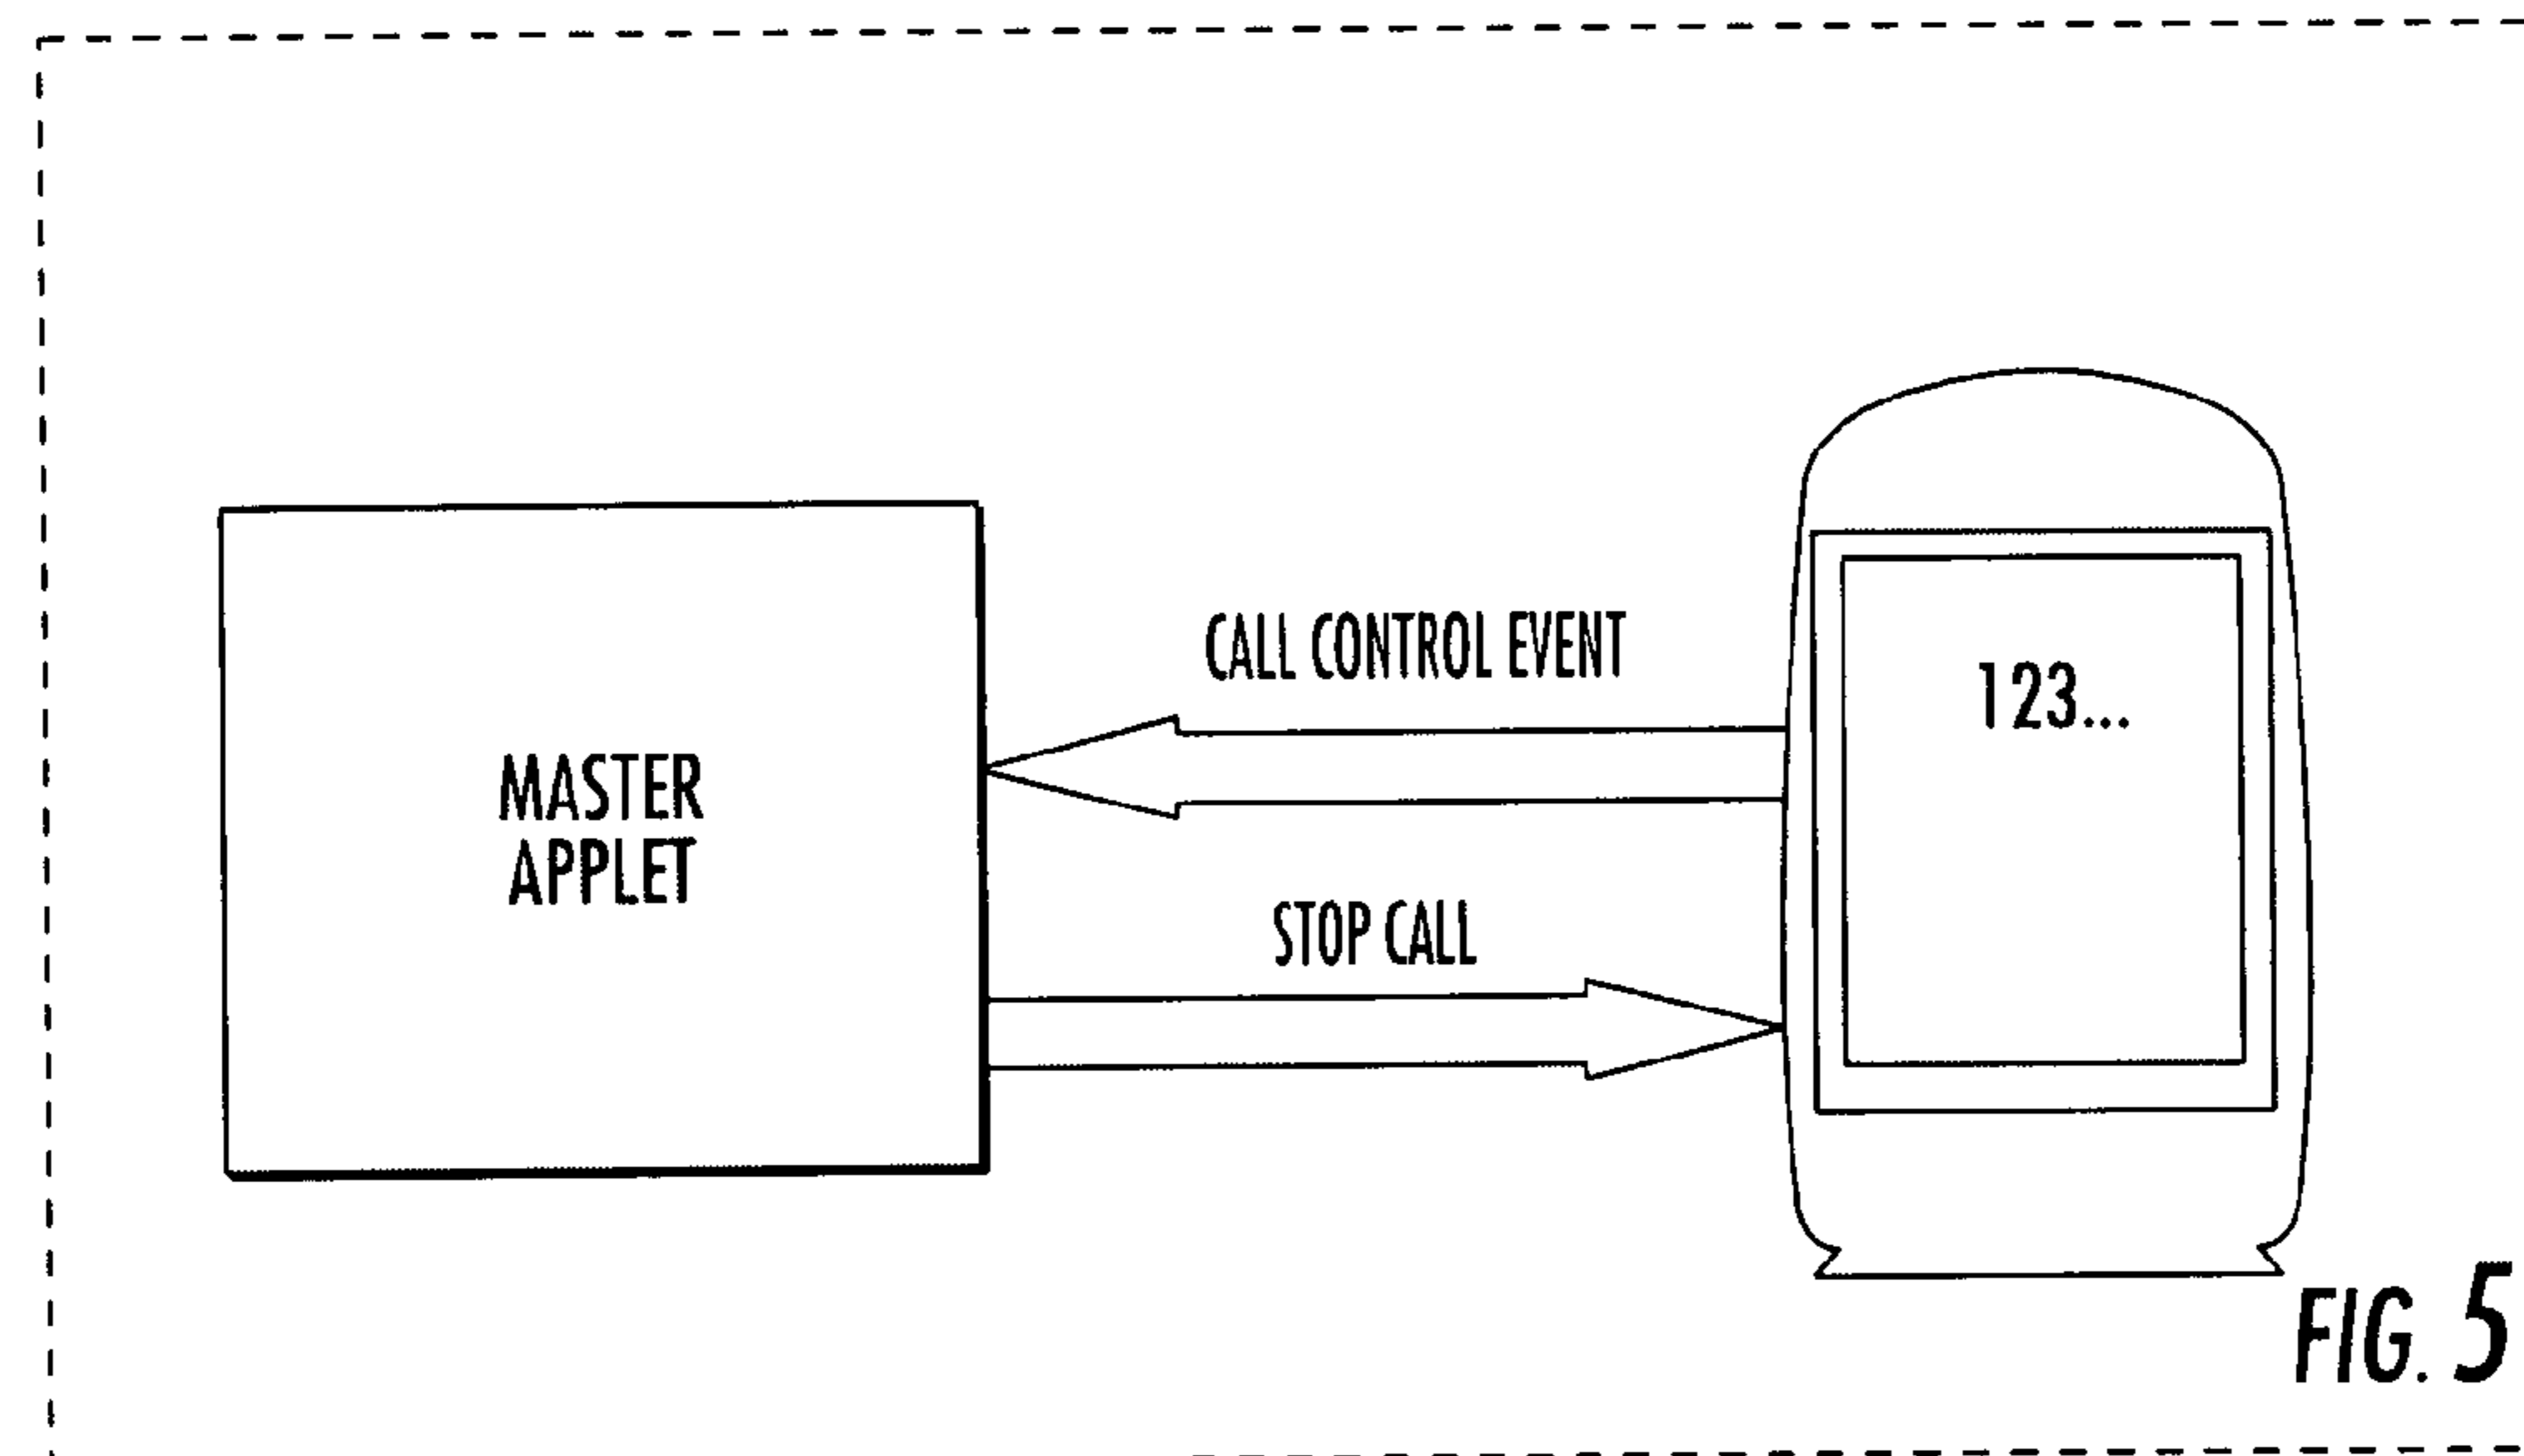 CALL CONTROL EVENT
123...
MASTER
APPLET
STOP CALL
FIG. 5